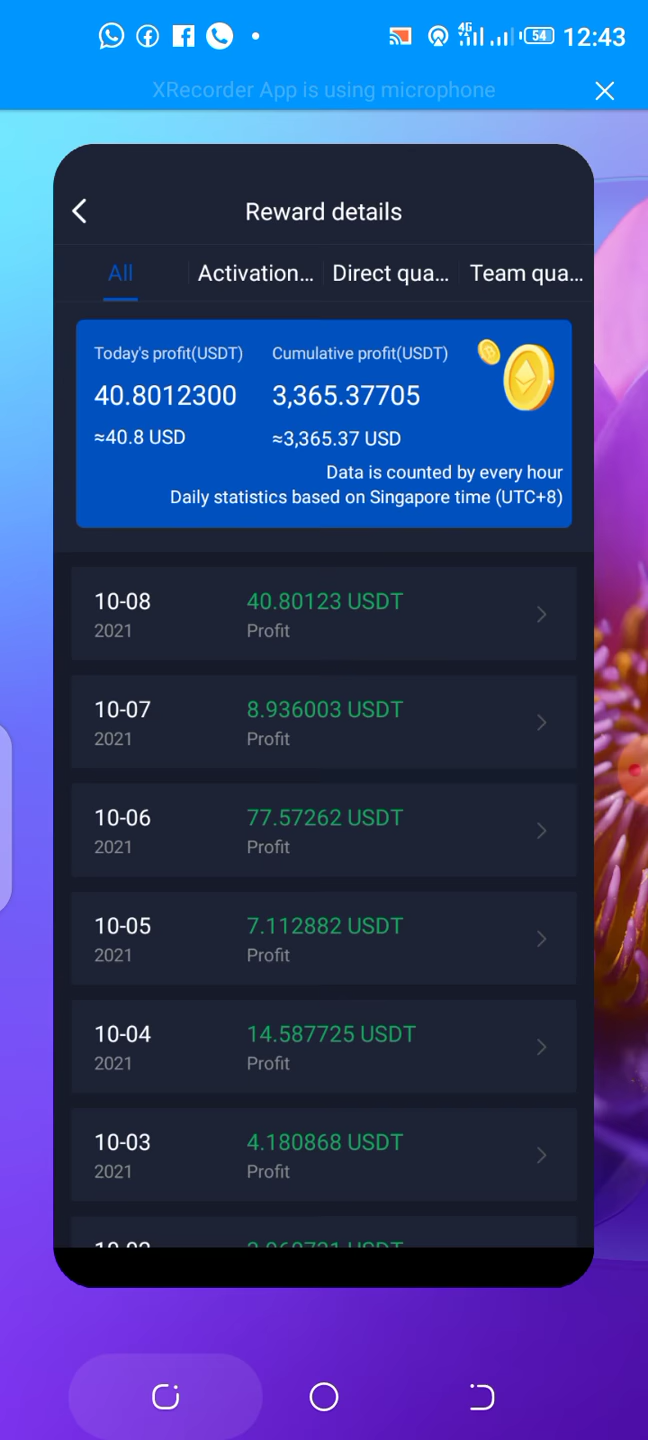 4G 54 12:43
XRecorder App is using microphone
Reward details
All Activation... Direct qua... Team qua...
Today's profit(USDT) Cumulative profit(USDT)
40.8012300 3,365.37705
≈40.8 USD ≈3,365.37 USD
Data is counted by every hour
Daily statistics based on Singapore time (UTC+8)
10-08 40.80123 USDT
2021 Profit
10-07 8.936003 USDT
2021 Profit
10-06 77.57262 USDT
2021 Profit
10-05 7.112882 USDT
2021 Profit
10-04 14.587725 USDT
2021 Profit
10-03 4.180868 USDT
2021 Profit